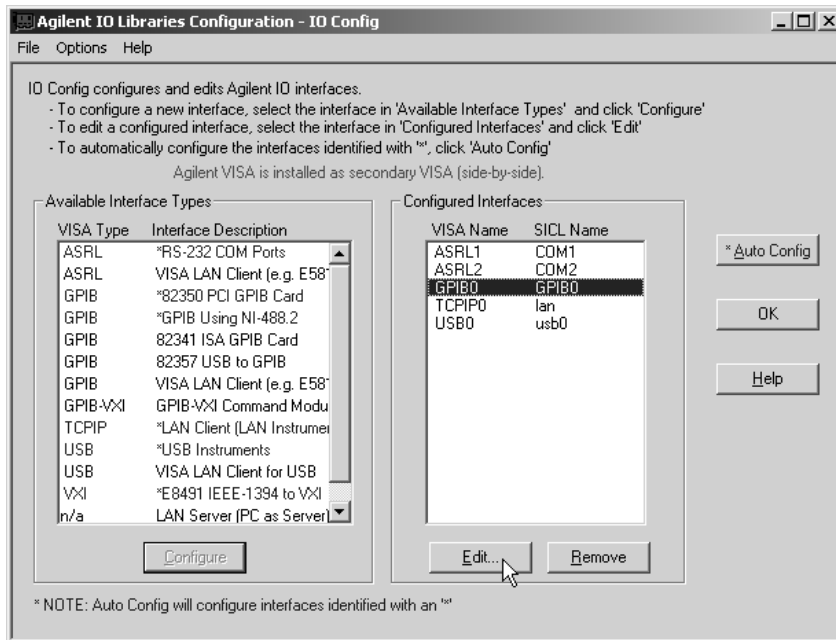 Agilent IO Libraries Configuration - IO Config
File Options Help
IO Config configures and edits Agilent IO interfaces.
- To configure a new interface, select the interface in 'Available Interface Types' and click 'Configure'
- To edit a configured interface, select the interface in 'Configured Interfaces' and click 'Edit'
- To automatically configure the interfaces identified with '*', click 'Auto Config'
Agilent VISA is installed as secondary VISA (side-by-side).
Available Interface Types
VISA Type Interface Description
ASRL *RS-232 COM Ports
ASRL VISA LAN Client (e.g. E58
GPIB *82350 PCI GPIB Card
GPIB *GPIB Using NI-488.2
GPIB 82341 ISA GPIB Card
GPIB 82357 USB to GPIB
GPIB VISA LAN Client (e.g. E58
GPIB-VXI GPIB-VXI Command Modu
TCPIP *LAN Client (LAN Instrumen
USB *USB Instruments
USB VISA LAN Client for USB
VXI *E8491 IEEE-1394 to VXI
n/a LAN Server (PC as Server)
Configure
Configured Interfaces
VISA Name SICL Name
ASRL1 COM1
ASRL2 COM2
GPIB0 GPIB0
TCPIP0 lan
USB0 usb0
Edit... Remove
* Auto Config
OK
Help
* NOTE: Auto Config will configure interfaces identified with an '*'